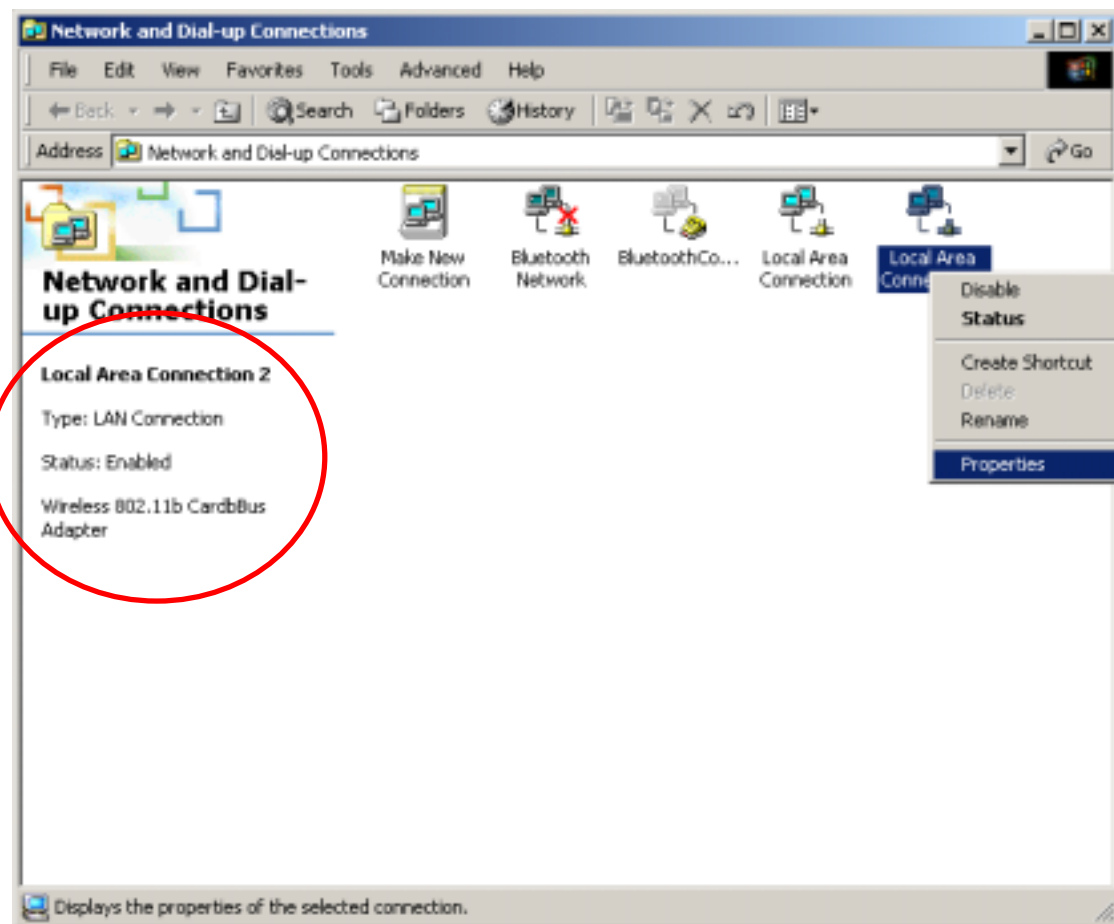 Network and Dial-up Connections
File Edit View Favorites Tools Advanced Help
Back Search Folders History
Address Network and Dial-up Connections Go
Make New Connection
Bluetooth Network
BluetoothCo...
Local Area Connection
Local Area
Conne
Network and Dial-
up Connections
Local Area Connection 2
Type: LAN Connection
Status: Enabled
Wireless 802.11b CardbBus
Adapter
Disable
Status
Create Shortcut
Delete
Rename
Properties
Displays the properties of the selected connection.